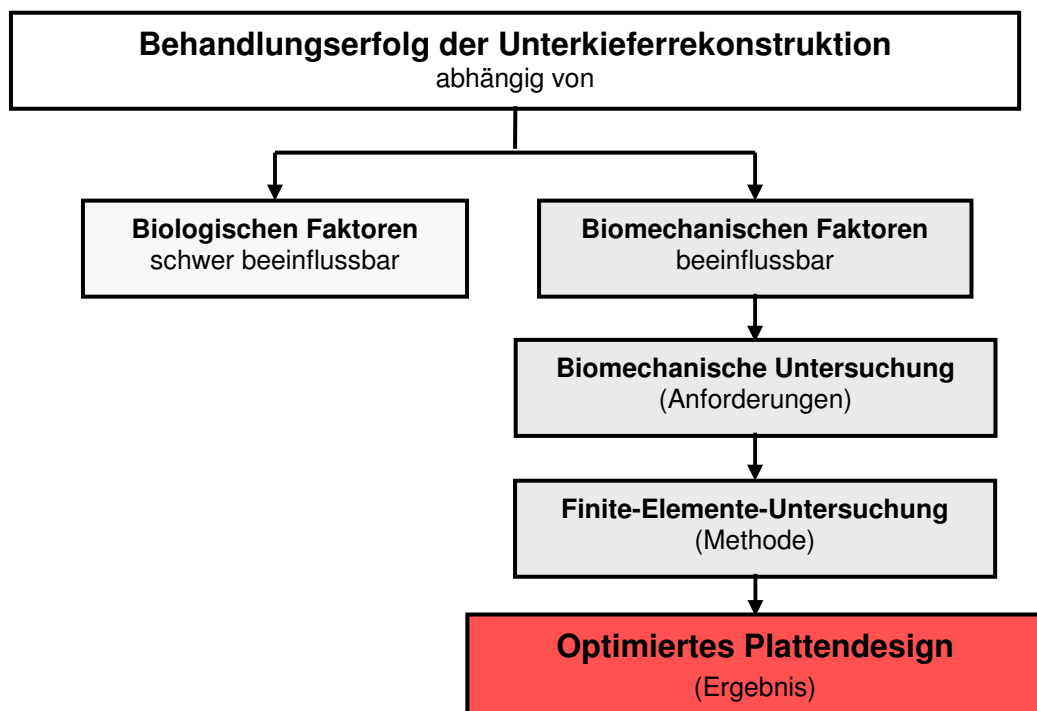 Behandlungserfolg der Unterkieferrekonstruktion
abhängig von
Biologischen Faktoren
schwer beeinflussbar
Biomechanischen Faktoren
beeinflussbar
Biomechanische Untersuchung
(Anforderungen)
Finite-Elemente-Untersuchung
(Methode)
Optimiertes Plattendesign
(Ergebnis)